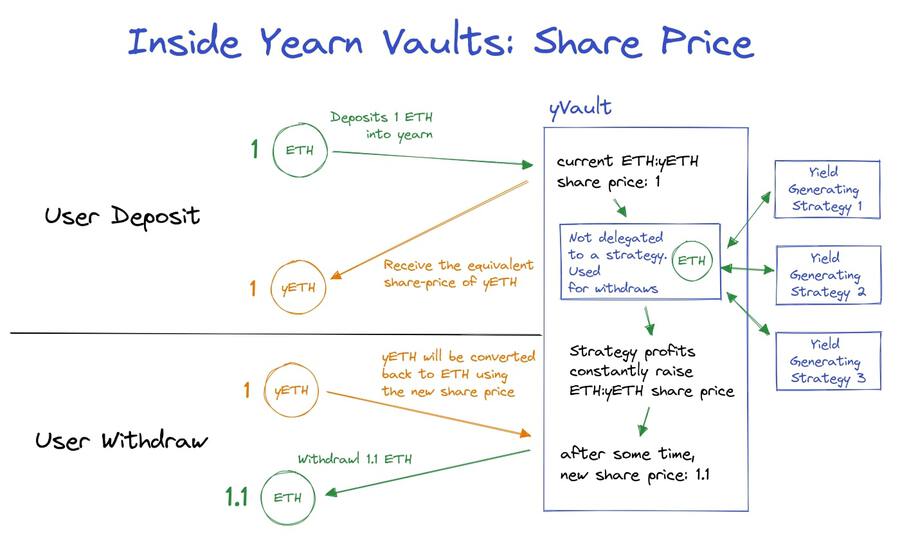 Inside Yearn Vaults: Share Price
yVault
Deposits 1 ETH
into yearn
1
ETH
current ETH:yETH
share price: 1
Yield
Generating
Strategy 1
User Deposit
Not delegated
to a strategy.
Used
for withdraws
ETH
Yield
Generating
Strategy 2
1
yETH
Receive the equivalent
share-price of yETH
Strategy profits
constantly raise
ETH:yETH share price
Yield
Generating
Strategy 3
yETH will be converted
back to ETH using
the new share price
1
yETH
User Withdraw
after some time,
new share price: 1.1
Withdrawl 1.1 ETH
1.1
ETH